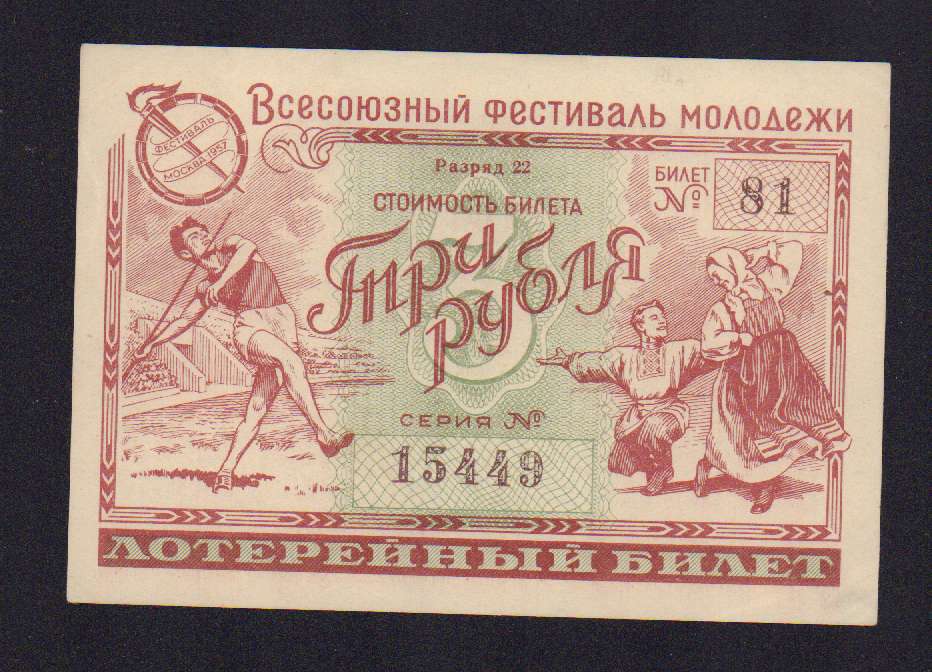 Всесоюзный фестиваль молодежи
ФЕСТИВАЛЬ
МОСКВА 1957
Разряд 22
СТОИМОСТЬ БИЛЕТА
3
Три рубля
БИЛЕТ
№ 81
СЕРИЯ №
15449
ЛОТЕРЕЙНЫЙ БИЛЕТ